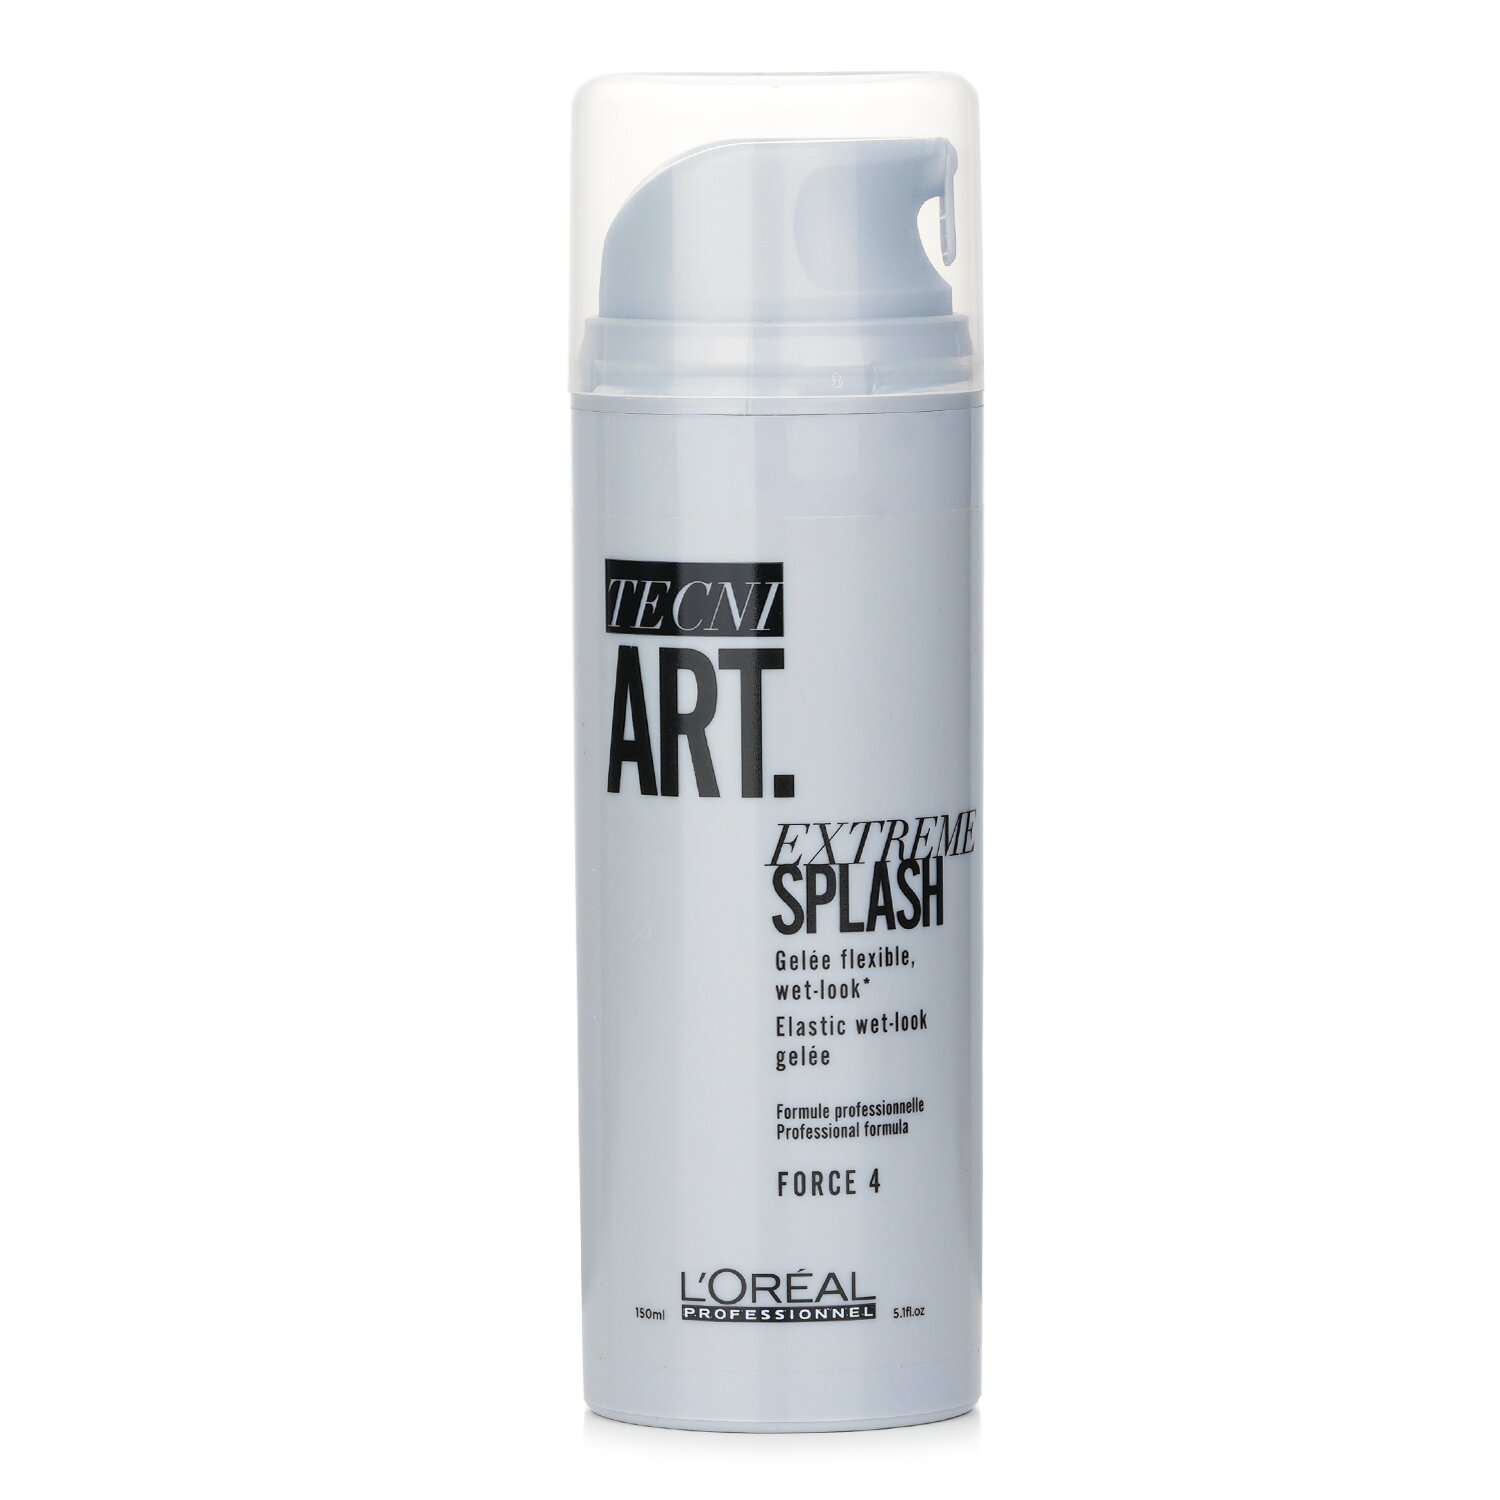 TECNI
ART.
EXTREME
SPLASH
Gelée flexible,
wet-look*
Elastic wet-look
gelée
Formule professionnelle
Professional formula
FORCE 4
L'ORÉAL
150ml PROFESSIONNEL 5.1fl.oz